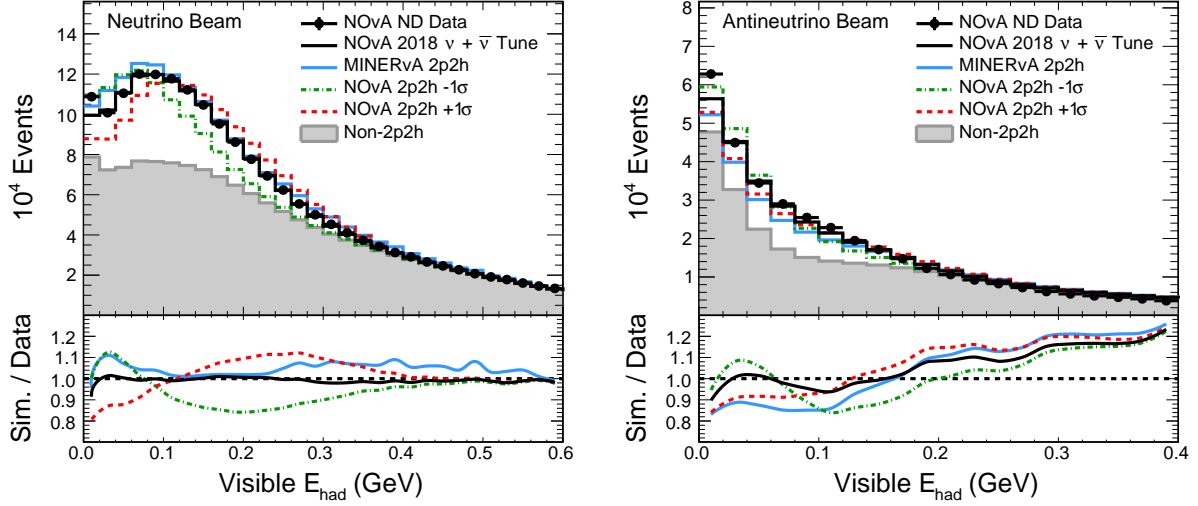 Neutrino Beam
NOvA ND Data
NOvA 2018 ν + ν̅ Tune
MINERvA 2p2h
NOvA 2p2h -1σ
NOvA 2p2h +1σ
Non-2p2h
10⁴ Events
14
12
10
8
6
4
2
Sim. / Data
1.2
1.1
1.0
0.9
0.8
0.0 0.1 0.2 0.3 0.4 0.5 0.6
Visible E_had (GeV)
Antineutrino Beam
NOvA ND Data
NOvA 2018 ν + ν̅ Tune
MINERvA 2p2h
NOvA 2p2h -1σ
NOvA 2p2h +1σ
Non-2p2h
10⁴ Events
8
7
6
5
4
3
2
1
Sim. / Data
1.2
1.1
1.0
0.9
0.8
0.0 0.1 0.2 0.3 0.4
Visible E_had (GeV)